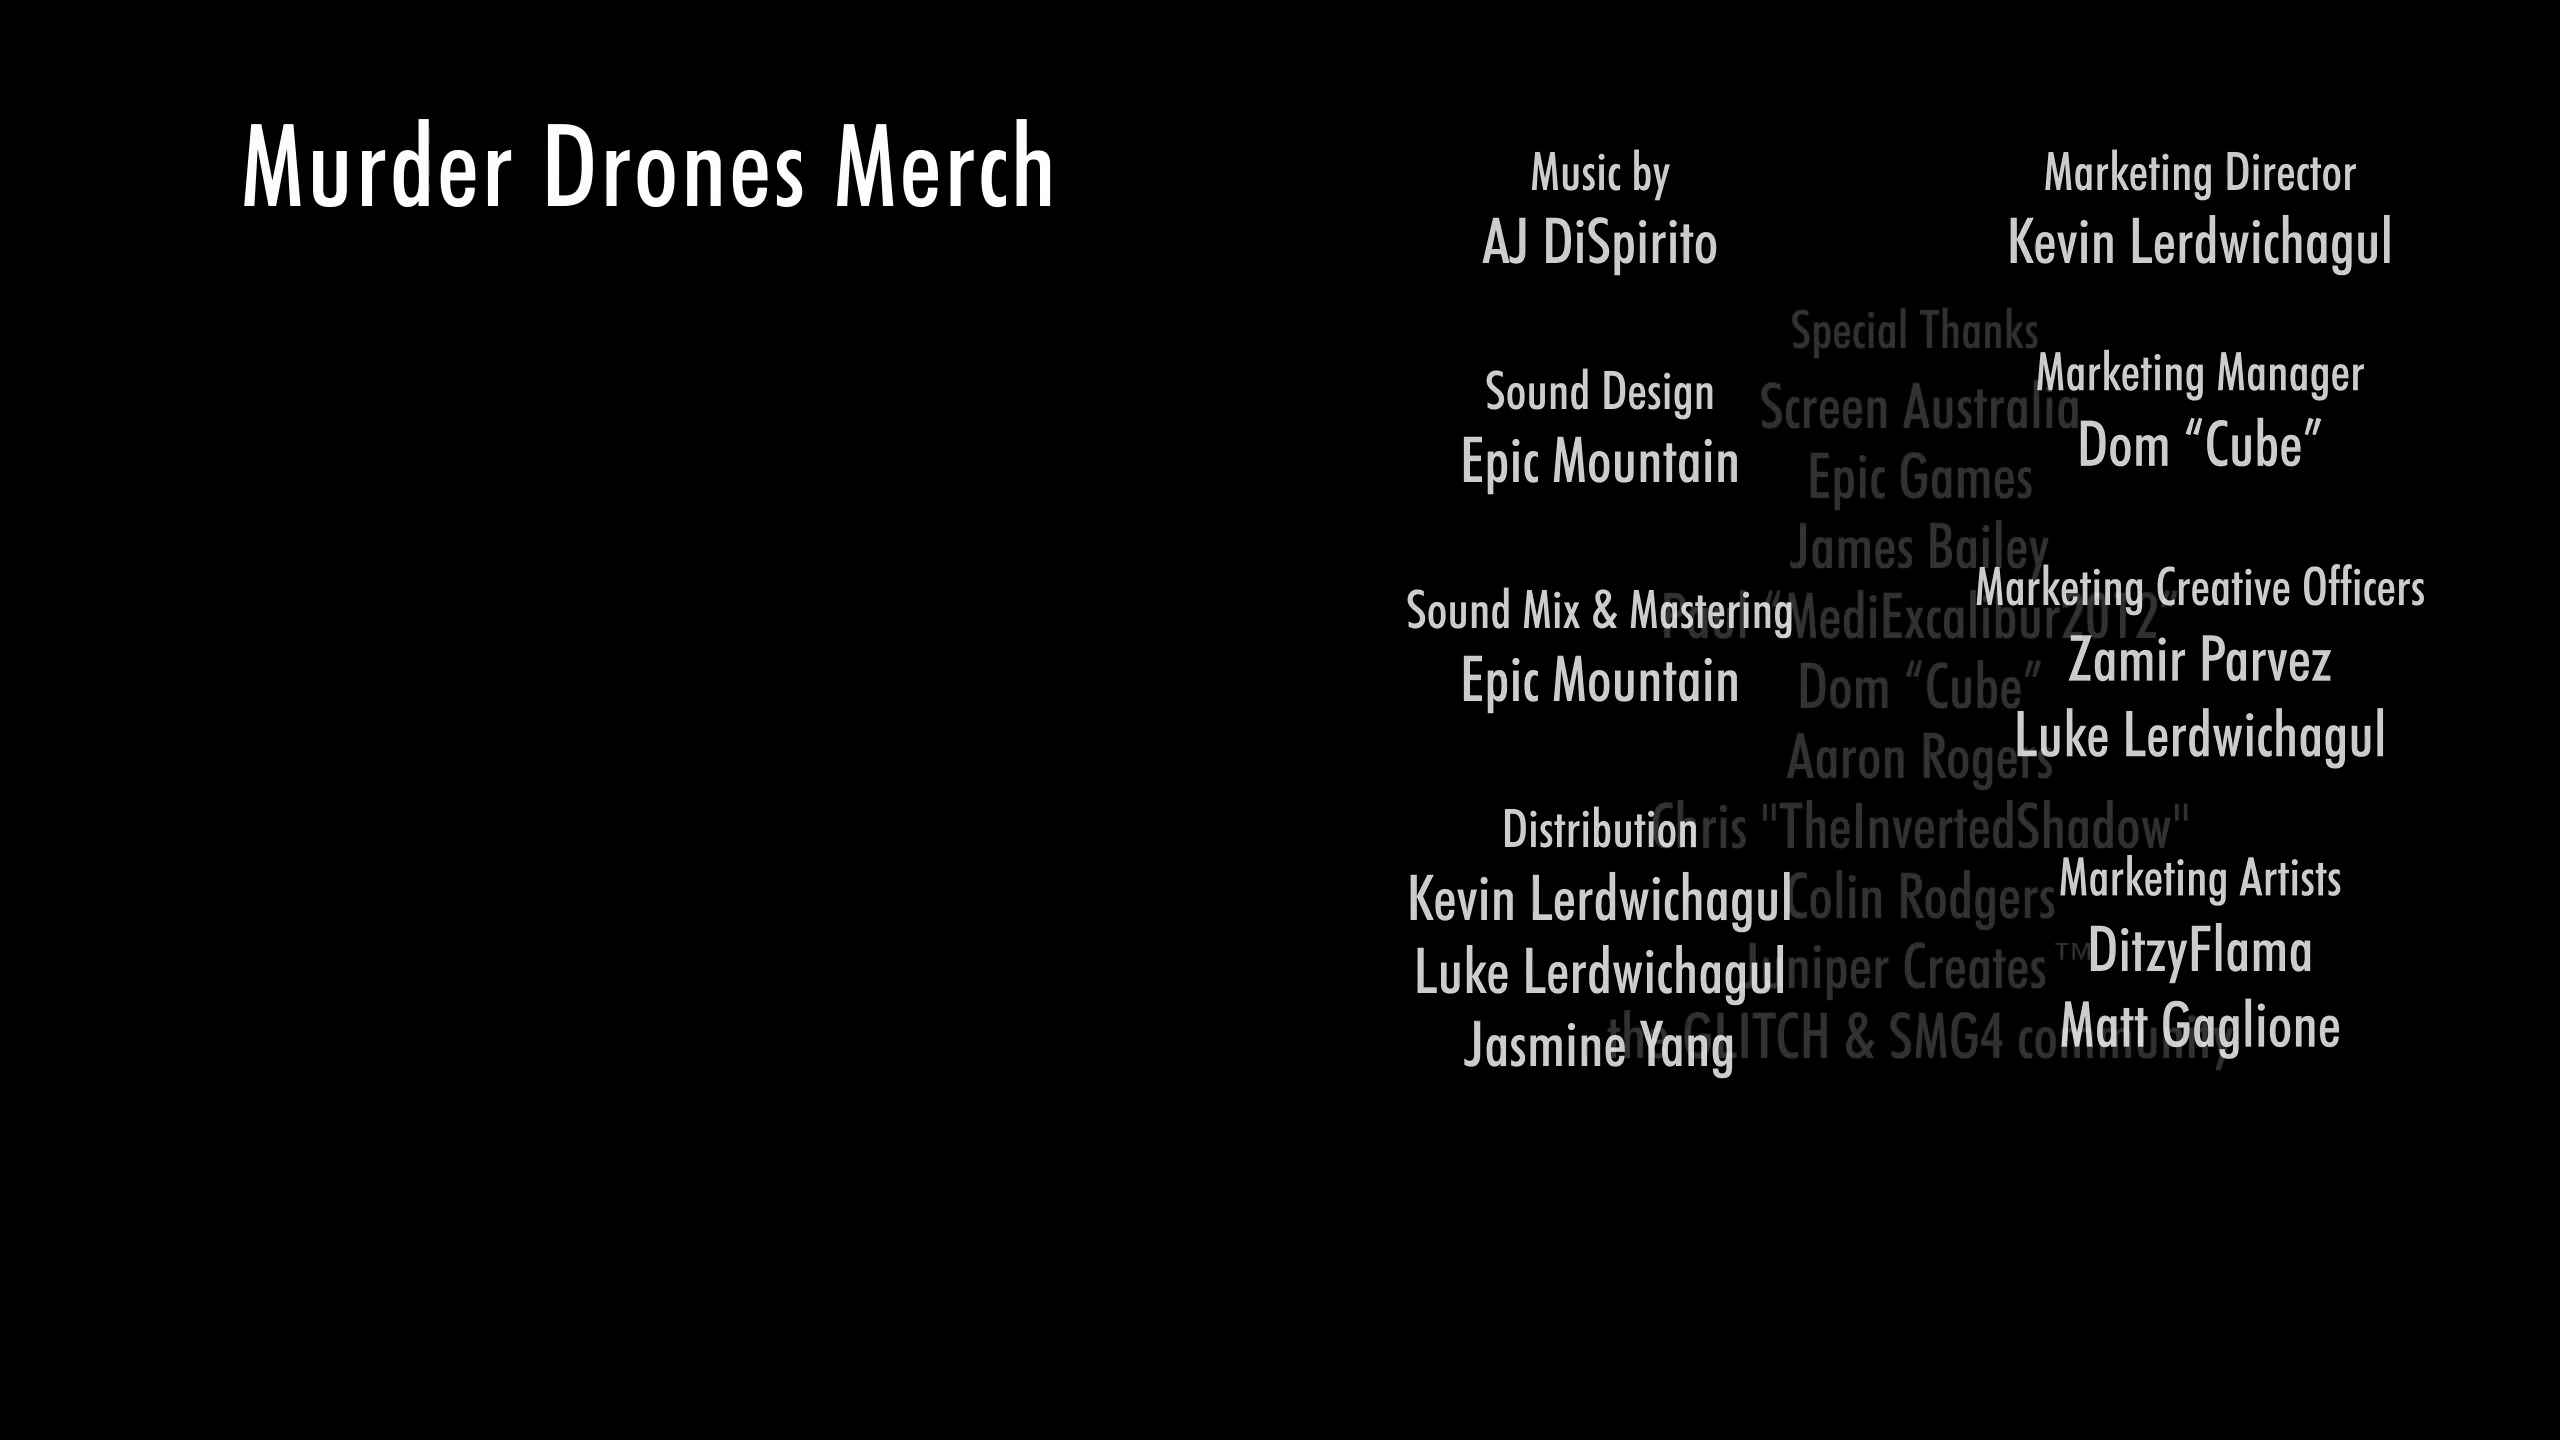 Murder Drones Merch
Music by
AJ DiSpirito
Sound Design
Epic Mountain
Sound Mix & Mastering
Epic Mountain
Distribution
Kevin Lerdwichagul
Luke Lerdwichagul
Jasmine Yang
Marketing Director
Kevin Lerdwichagul
Marketing Manager
Dom “Cube”
Marketing Creative Officers
Zamir Parvez
Luke Lerdwichagul
Marketing Artists
DitzyFlama
Matt Gaglione
Special Thanks
Screen Australia
Epic Games
James Bailey
Paul “MediExcalibur2012”
Dom “Cube”
Aaron Rogers
Chris "TheInvertedShadow"
Colin Rodgers
Juniper Creates ™
the GLITCH & SMG4 community